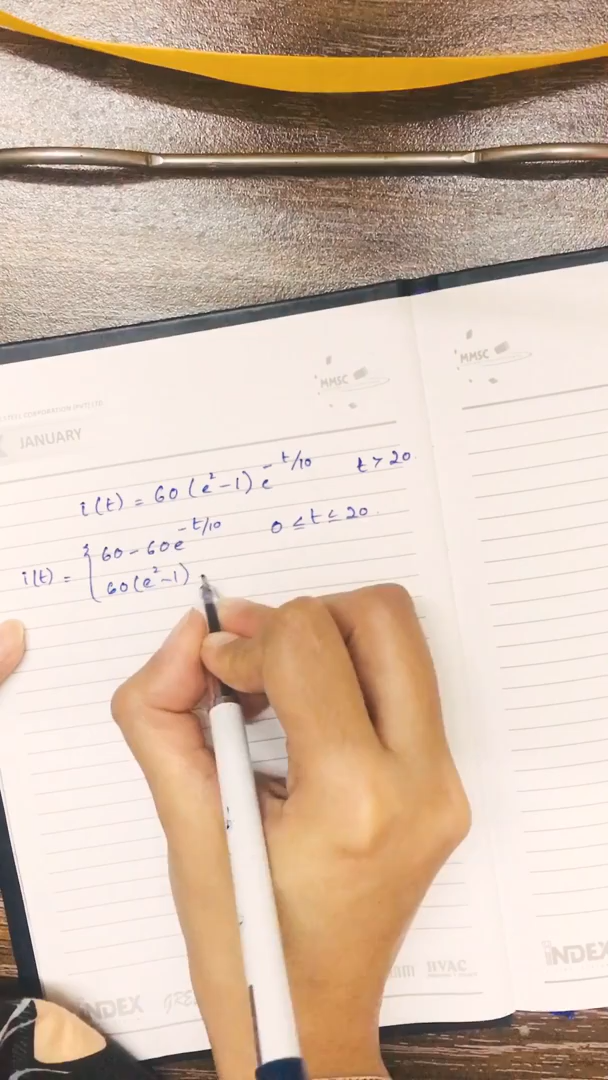 MMSC
MMSC
JANUARY
i(t) = 60(e²-1) e^-t/10 t > 20
i(t) = { 60 - 60e^-t/10 0 ≤ t ≤ 20
60(e²-1)
HVAC
INDEX
INDEX